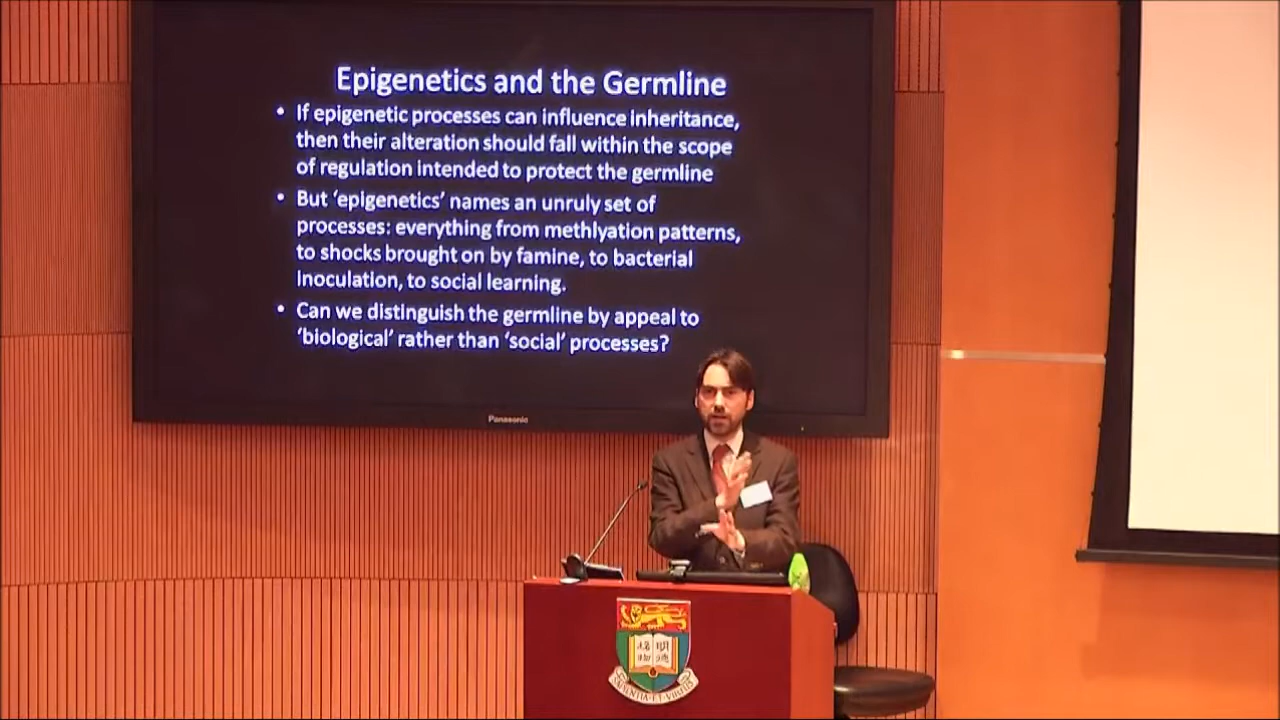 Epigenetics and the Germline
• If epigenetic processes can influence inheritance,
then their alteration should fall within the scope
of regulation intended to protect the germline
• But ‘epigenetics’ names an unruly set of
processes: everything from methlyation patterns,
to shocks brought on by famine, to bacterial
inoculation, to social learning.
• Can we distinguish the germline by appeal to
‘biological’ rather than ‘social’ processes?
Panasonic